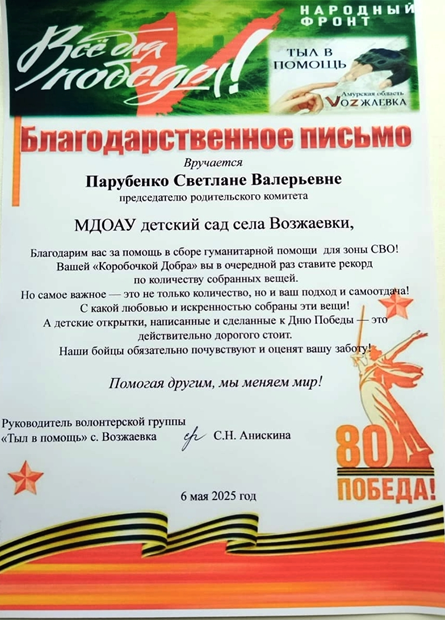 Всё для победы!
НАРОДНЫЙ
ФРОНТ
ТЫЛ В
ПОМОЩЬ
Амурская область
VOZЖАЕВКА
Благодарственное письмо
Вручается
Парубенко Светлане Валерьевне
председателю родительского комитета
МДОАУ детский сад села Возжаевки,
Благодарим вас за помощь в сборе гуманитарной помощи для зоны СВО!
Вашей «Коробочкой Добра» вы в очередной раз ставите рекорд
по количеству собранных вещей.
Но самое важное — это не только количество, но и ваш подход и самоотдача!
С какой любовью и искренностью собраны эти вещи!
А детские открытки, написанные и сделанные к Дню Победы — это
действительно дорогого стоит.
Наши бойцы обязательно почувствуют и оценят вашу заботу!
Помогая другим, мы меняем мир!
Руководитель волонтерской группы
«Тыл в помощь» с. Возжаевка С.Н. Анискина
80
ПОБЕДА!
6 мая 2025 год